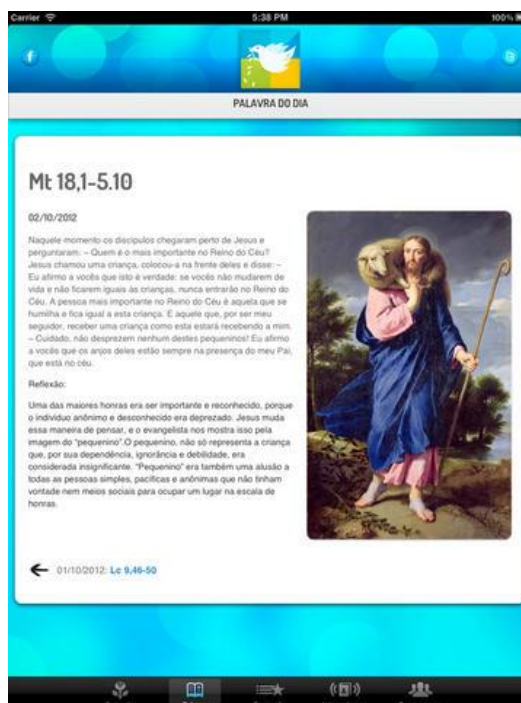 Carrier
5:38 PM
100%
PALAVRA DO DIA
Mt 18,1-5.10
02/10/2012
Naquele momento os discípulos chegaram perto de Jesus e
perguntaram: – Quem é o mais importante no Reino do Céu?
Jesus chamou uma criança, colocou-a na frente deles e disse: –
Eu afirmo a vocês que isto é verdade: se vocês não mudarem de
vida e não ficarem iguais às crianças, nunca entrarão no Reino do
Céu. A pessoa mais importante no Reino do Céu é aquela que se
humilha e fica igual a esta criança. E aquele que, por ser meu
seguidor, receber uma criança como esta estará recebendo a mim.
– Cuidado, não desprezem nenhum destes pequeninos! Eu afirmo
a vocês que os anjos deles estão sempre na presença do meu Pai,
que está no céu.
Reflexão:
Uma das maiores honras era ser importante e reconhecido, porque
o indivíduo anônimo e desconhecido era deprezado. Jesus muda
essa maneira de pensar, e o evangelista nos mostra isso pela
imagem do "pequenino".O pequenino, não só representa a criança
que, por sua dependência, ignorância e debilidade, era
considerada insignificante. "Pequenino" era também uma alusão a
todas as pessoas simples, pacíficas e anônimas que não tinham
vontade nem meios sociais para ocupar um lugar na escala de
honras.
01/10/2012: Lc 9,46-50